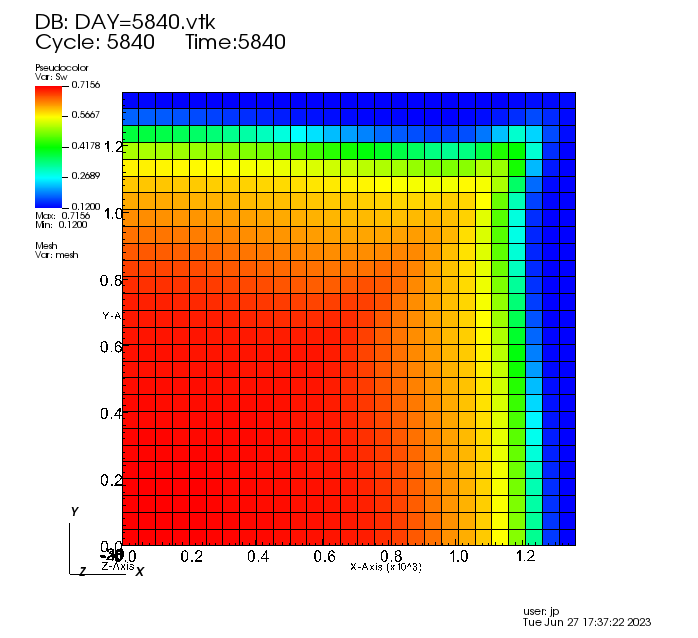 DB: DAY=5840.vtk
Cycle: 5840 Time:5840
Pseudocolor
Var: Sw
0.7156
0.5667
0.4178
0.2689
0.1200
Max: 0.7156
Min: 0.1200
Mesh
Var: mesh
1.2
1.0
0.8
Y-A
0.6
0.4
0.2
0.0
0.0 0.2 0.4 0.6 0.8 1.0 1.2
Z-Axis
X-Axis (x10^3)
Y
Z
X
user: jp
Tue Jun 27 17:37:22 2023